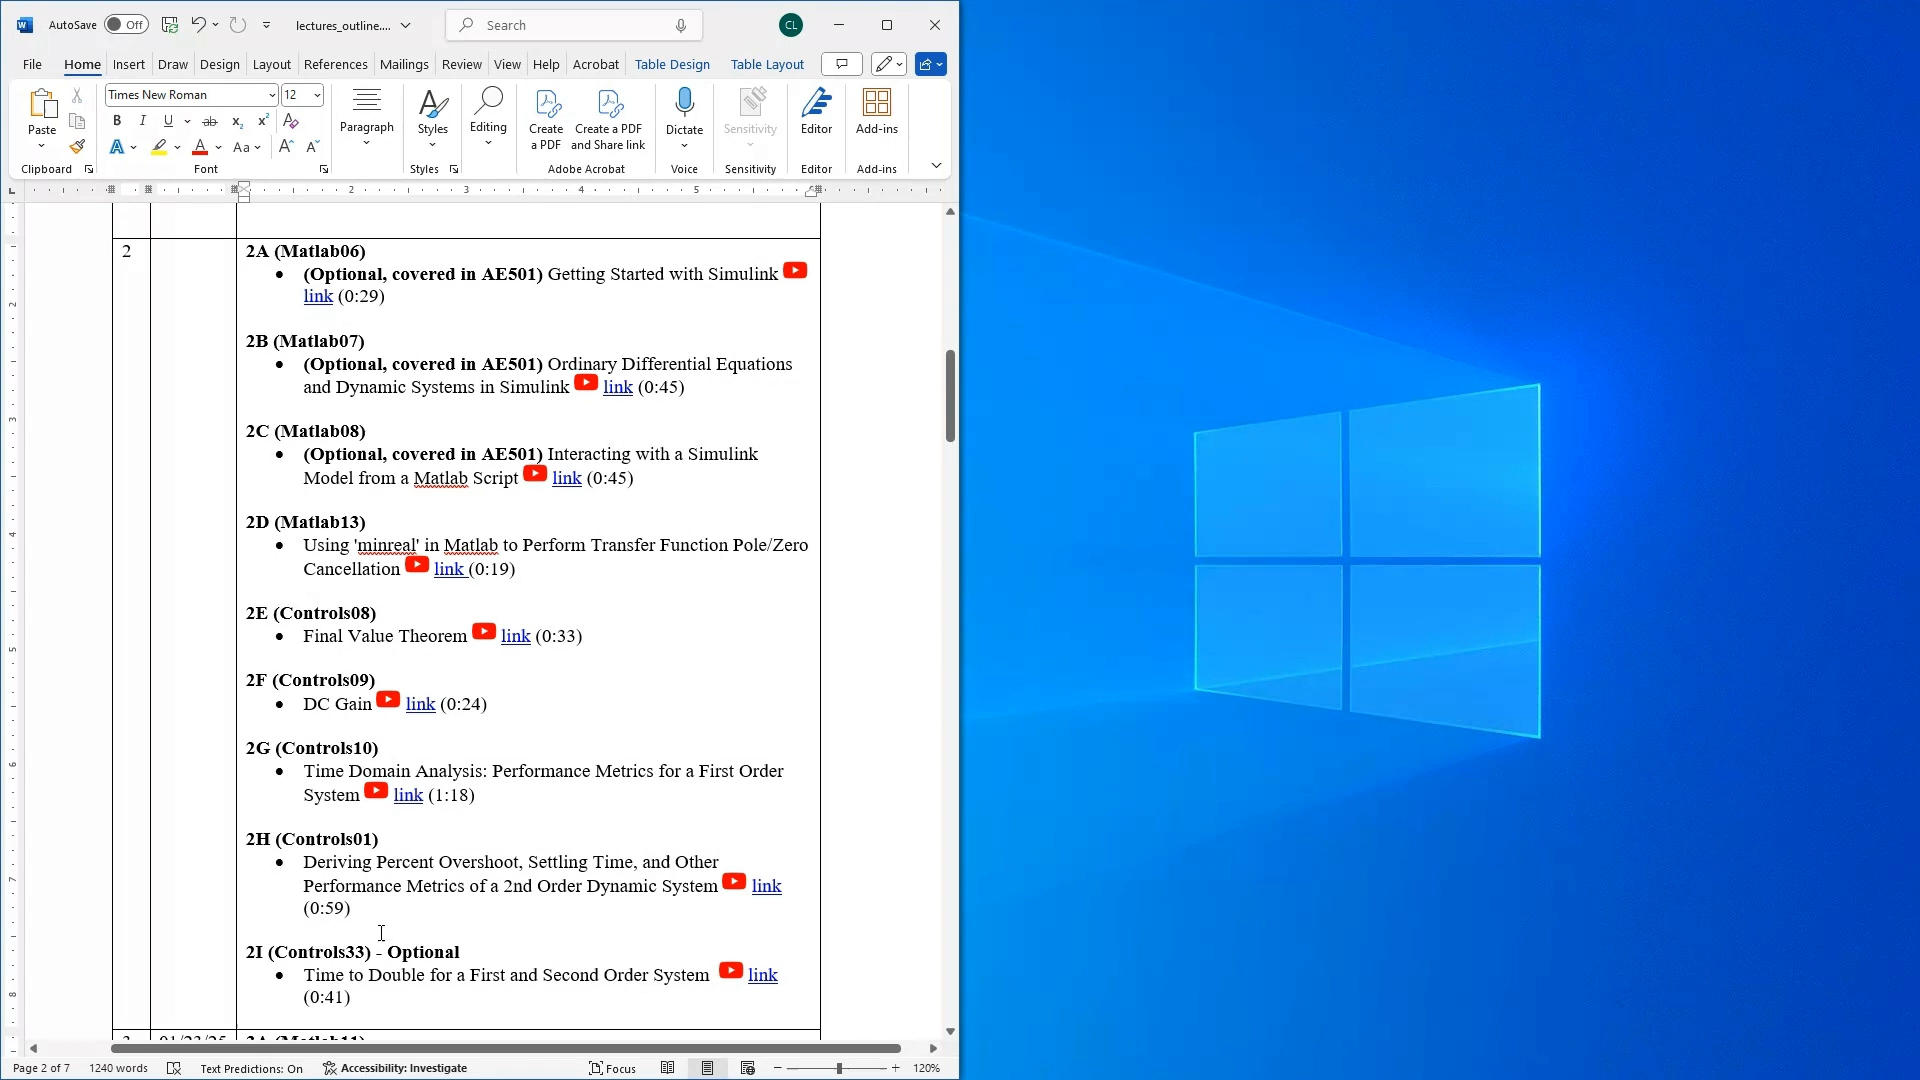 AutoSave Off lectures_outline.... Search CL
File Home Insert Draw Design Layout References Mailings Review View Help Acrobat Table Design Table Layout
Times New Roman 12
Paste Paragraph Styles Editing Create a PDF Create a PDF and Share link Dictate Sensitivity Editor Add-ins
Clipboard Font Styles Adobe Acrobat Voice Sensitivity Editor Add-ins
2 3 4 5
2
2A (Matlab06)
• (Optional, covered in AE501) Getting Started with Simulink
link (0:29)
2B (Matlab07)
• (Optional, covered in AE501) Ordinary Differential Equations
and Dynamic Systems in Simulink link (0:45)
2C (Matlab08)
• (Optional, covered in AE501) Interacting with a Simulink
Model from a Matlab Script link (0:45)
2D (Matlab13)
• Using 'minreal' in Matlab to Perform Transfer Function Pole/Zero
Cancellation link (0:19)
2E (Controls08)
• Final Value Theorem link (0:33)
2F (Controls09)
• DC Gain link (0:24)
2G (Controls10)
• Time Domain Analysis: Performance Metrics for a First Order
System link (1:18)
2H (Controls01)
• Deriving Percent Overshoot, Settling Time, and Other
Performance Metrics of a 2nd Order Dynamic System link
(0:59)
2I (Controls33) - Optional
• Time to Double for a First and Second Order System link
(0:41)
3 01/23/25 3A (Matlab11)
Page 2 of 7 1240 words Text Predictions: On Accessibility: Investigate Focus 120%